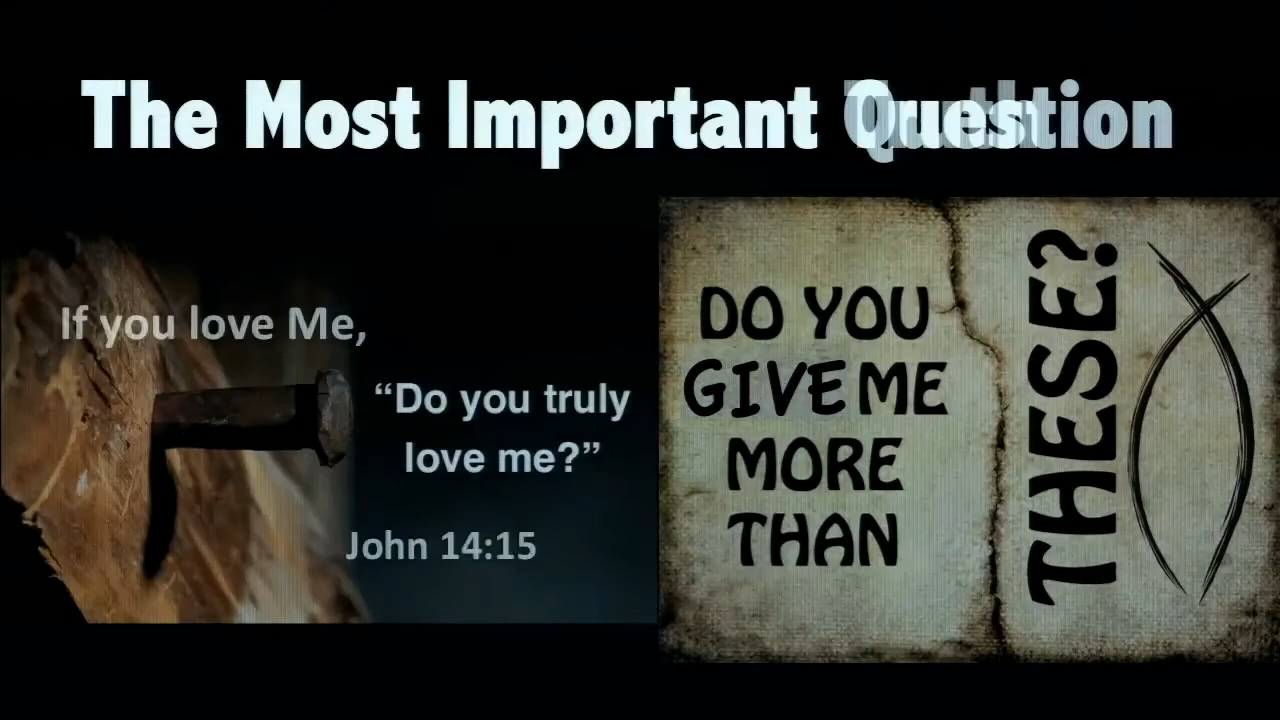 The Most Important Question
If you love Me,
“Do you truly
love me?”
John 14:15
DO YOU
GIVE ME
MORE
THAN
THESE?